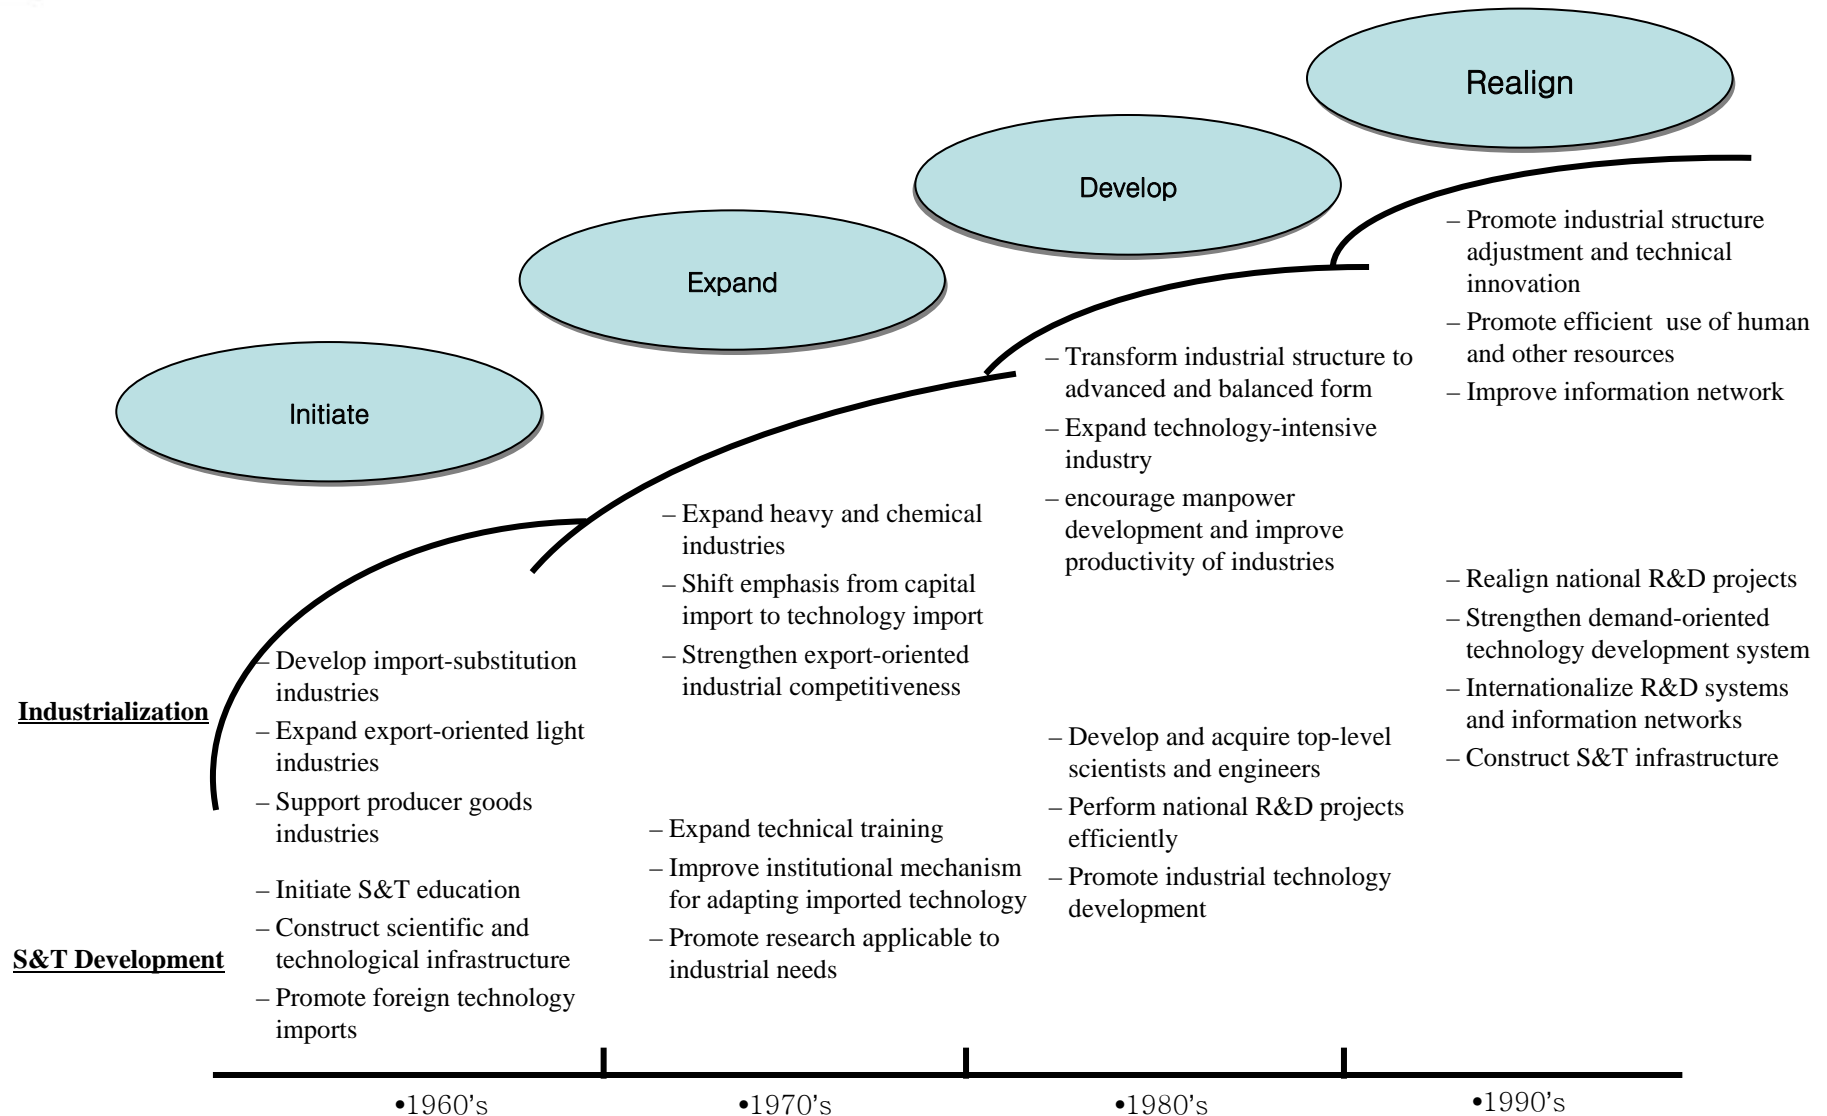 Realign
Develop
Expand
Initiate
– Promote industrial structure
adjustment and technical
innovation
– Promote efficient  use of human
and other resources
– Improve information network
– Transform industrial structure to
advanced and balanced form
– Expand technology-intensive
industry
– encourage manpower
development and improve
productivity of industries
– Expand heavy and chemical
industries
– Shift emphasis from capital
import to technology import
– Strengthen export-oriented
industrial competitiveness
Industrialization
– Develop import-substitution
industries
– Expand export-oriented light
industries
– Support producer goods
industries
– Realign national R&D projects
– Strengthen demand-oriented
technology development system
– Internationalize R&D systems
and information networks
– Construct S&T infrastructure
– Develop and acquire top-level
scientists and engineers
– Perform national R&D projects
efficiently
– Promote industrial technology
development
– Expand technical training
– Improve institutional mechanism
for adapting imported technology
– Promote research applicable to
industrial needs
S&T Development
– Initiate S&T education
– Construct scientific and
technological infrastructure
– Promote foreign technology
imports
•1960's
•1970's
•1980's
•1990's